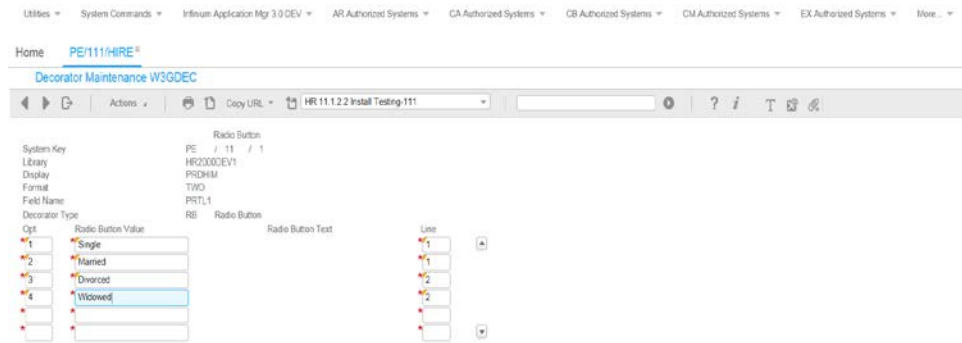 Utilities System Commands Infinium Application Mgr 3.0 DEV AR Authorized Systems CA Authorized Systems CB Authorized Systems CM Authorized Systems EX Authorized Systems More...
Home PE/111/HIRE
Decorator Maintenance W3GDEC
Actions Copy URL HR 11.1.2.2 Install Testing-111 ? i T
Radio Button
System Key PE / 11 / 1
Library HR2000DEV1
Display PRDHIM
Format TWO
Field Name PRTL1
Decorator Type RB Radio Button
Opt Radio Button Value Radio Button Text Line
*1 *Single *1
*2 *Married *1
*3 *Divorced *2
*4 *Widowed *2
* * *
* * *